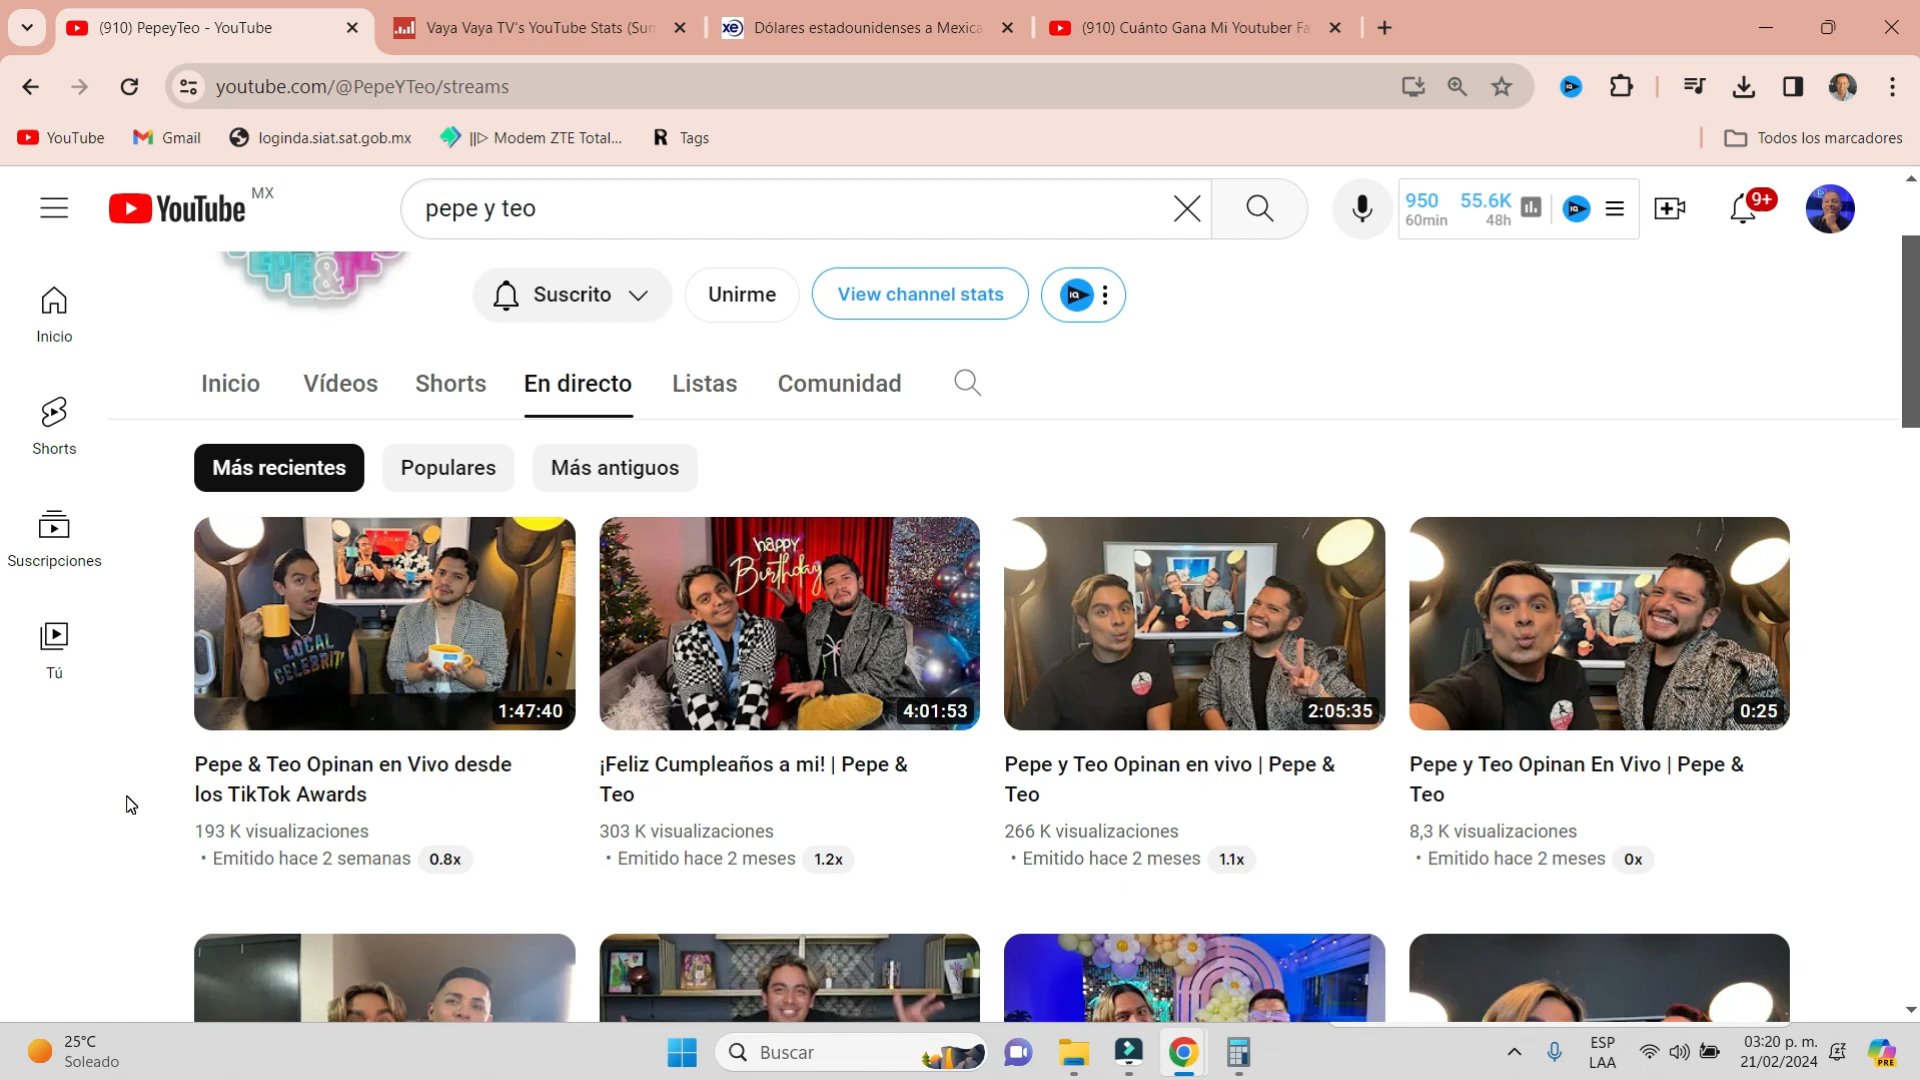 (910) PepeyTeo - YouTube
Vaya Vaya TV's YouTube Stats (Sum
xe
Dólares estadounidenses a Mexica
(910) Cuánto Gana Mi Youtuber Fa
youtube.com/@PepeYTeo/streams
YouTube
Gmail
loginda.siat.sat.gob.mx
||▷ Modem ZTE Total...
R Tags
Todos los marcadores
YouTube MX
pepe y teo
950
60min
55.6K
48h
9+
Suscrito
Unirme
View channel stats
Inicio
Shorts
Suscripciones
Tú
Inicio
Vídeos
Shorts
En directo
Listas
Comunidad
Más recientes
Populares
Más antiguos
LOCAL
1:47:40
happy
Birthday
4:01:53
2:05:35
0:25
Pepe & Teo Opinan en Vivo desde
los TikTok Awards
193 K visualizaciones
• Emitido hace 2 semanas 0.8x
¡Feliz Cumpleaños a mi! | Pepe &
Teo
303 K visualizaciones
• Emitido hace 2 meses 1.2x
Pepe y Teo Opinan en vivo | Pepe &
Teo
266 K visualizaciones
• Emitido hace 2 meses 1.1x
Pepe y Teo Opinan En Vivo | Pepe &
Teo
8,3 K visualizaciones
• Emitido hace 2 meses 0x
25°C
Soleado
Buscar
ESP
LAA
03:20 p. m.
21/02/2024
PRE